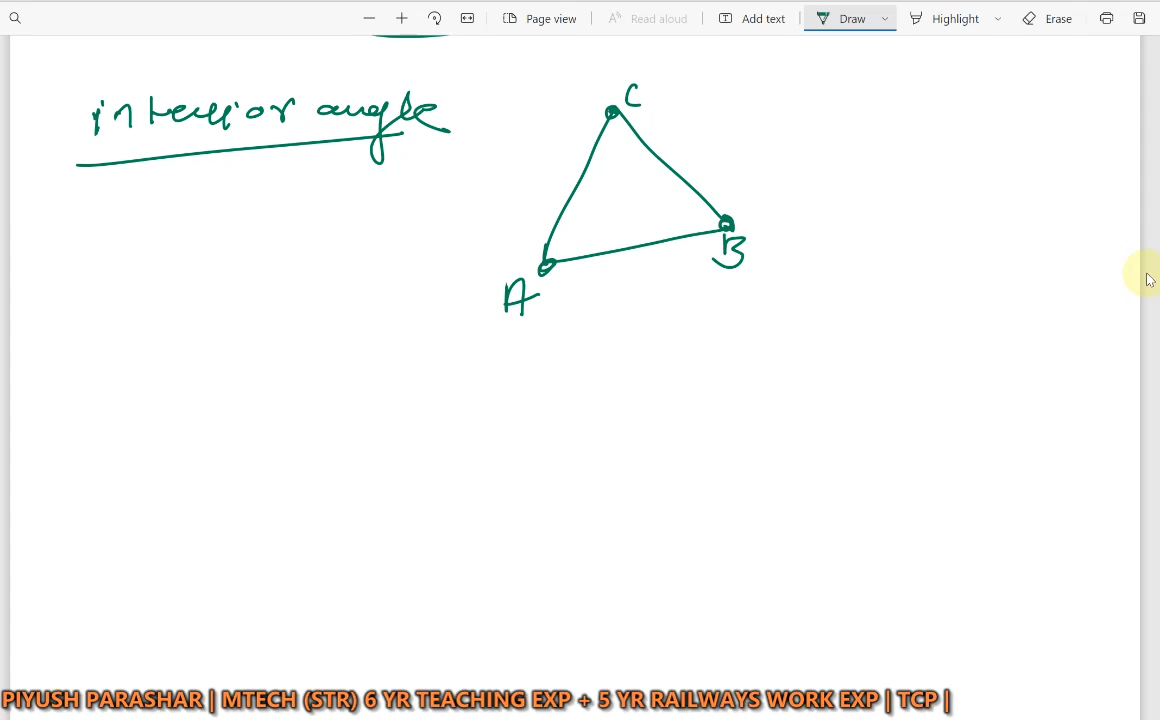 Page view
Read aloud
Add text
Draw
Highlight
Erase
interior angle
C
B
A
PIYUSH PARASHAR | MTECH (STR) 6 YR TEACHING EXP + 5 YR RAILWAYS WORK EXP | TCP |